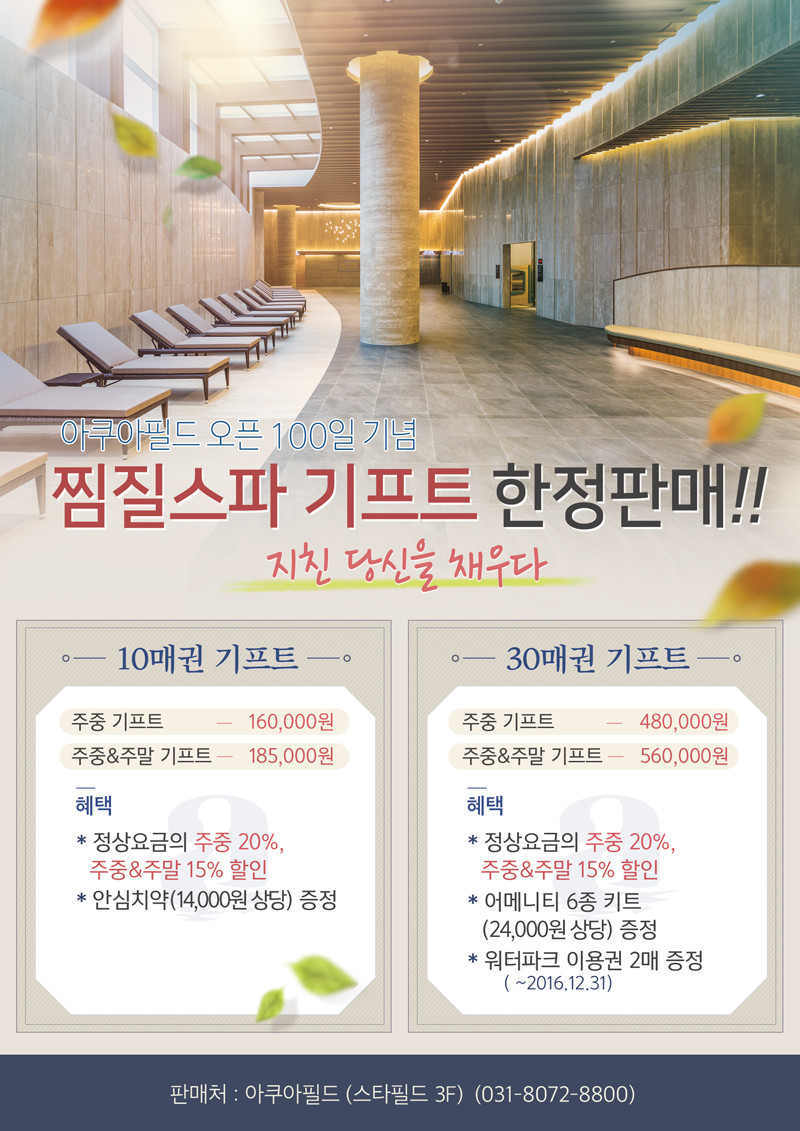 아쿠아필드 오픈 100일 기념
찜질스파 기프트 한정판매!!
지친 당신을 채우다
10매권 기프트
주중 기프트 — 160,000원
주중&주말 기프트 — 185,000원
혜택
* 정상요금의 주중 20%,
주중&주말 15% 할인
* 안심치약(14,000원 상당) 증정
30매권 기프트
주중 기프트 — 480,000원
주중&주말 기프트 — 560,000원
혜택
* 정상요금의 주중 20%,
주중&주말 15% 할인
* 어메니티 6종 키트
(24,000원 상당) 증정
* 워터파크 이용권 2매 증정
( ~2016.12.31)
판매처 : 아쿠아필드 (스타필드 3F) (031-8072-8800)